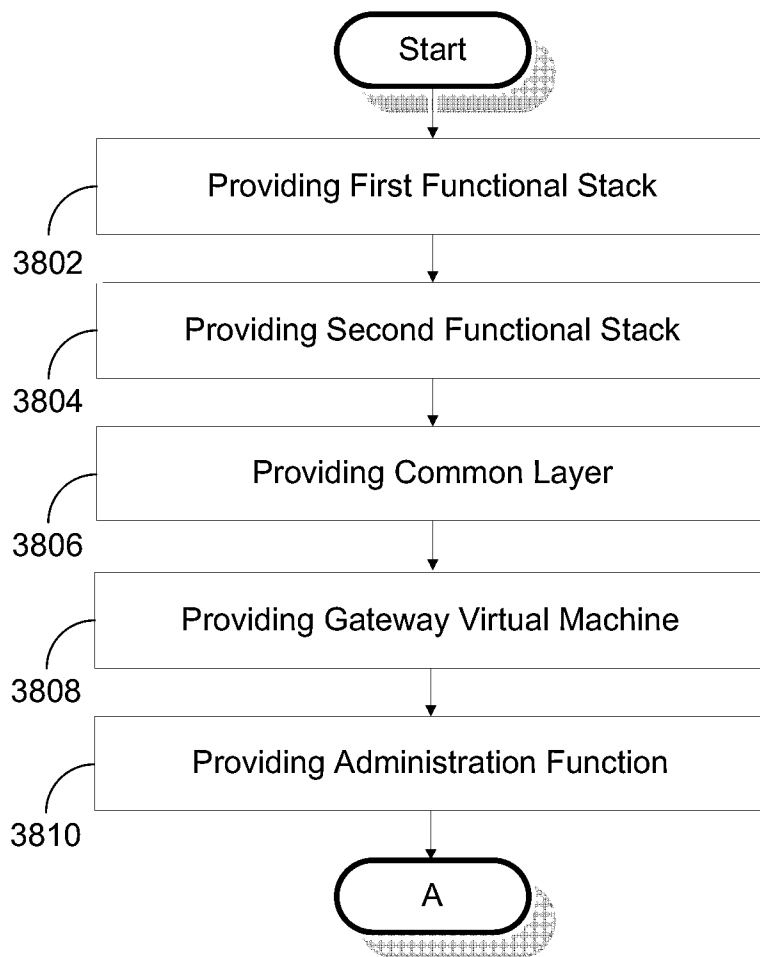 Start
Providing First Functional Stack
3802
Providing Second Functional Stack
3804
Providing Common Layer
3806
Providing Gateway Virtual Machine
3808
Providing Administration Function
3810
A